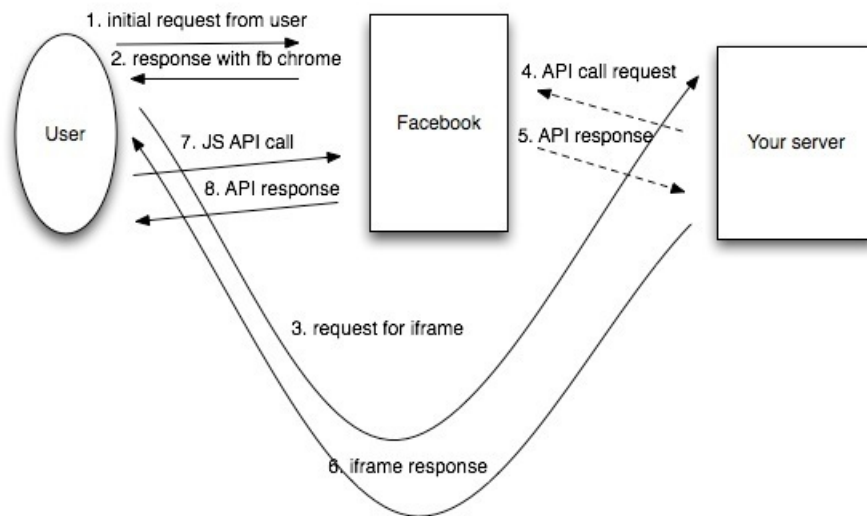 1. initial request from user
2. response with fb chrome
User
Facebook
Your server
4. API call request
5. API response
7. JS API call
8. API response
3. request for iframe
6. iframe response